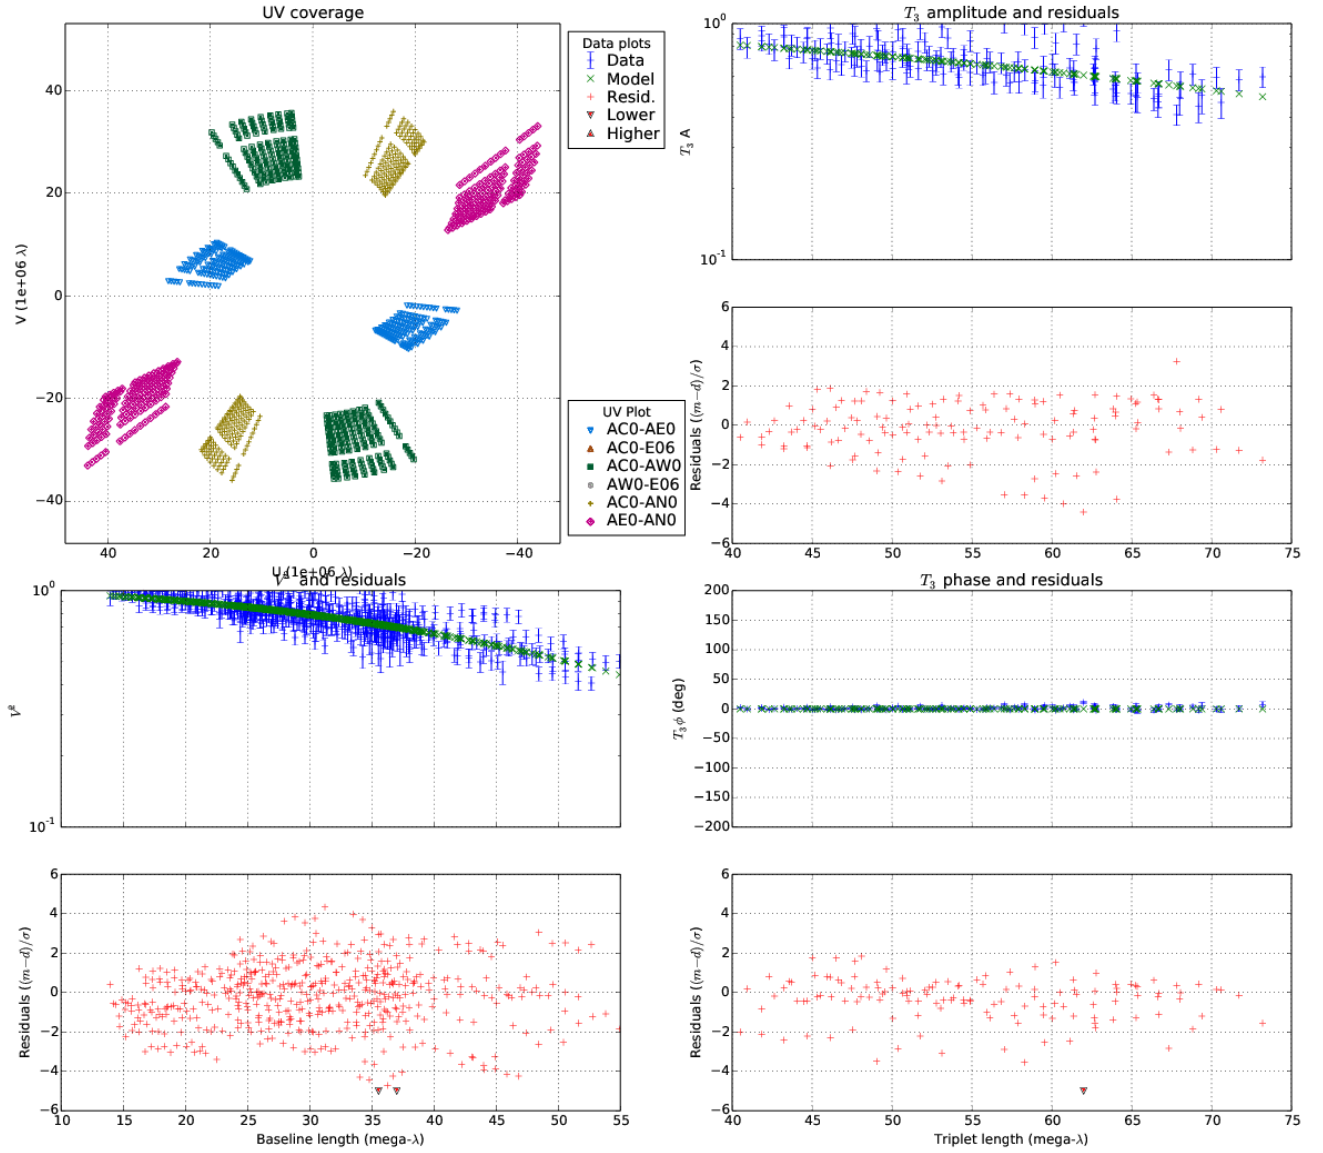 UV coverage
40
20
0
−20
−40
V (1e+06 λ)
40
20
0
−20
−40
U (1e+06 λ)
Data plots
Data
Model
Resid.
Lower
Higher
UV Plot
AC0-AE0
AC0-E06
AC0-AW0
AW0-E06
AC0-AN0
AE0-AN0
T₃ amplitude and residuals
10⁰
10⁻¹
T₃ A
6
4
2
0
−2
−4
−6
Residuals ((m−d)/σ)
40
45
50
55
60
65
70
75
V² and residuals
10⁰
10⁻¹
V²
6
4
2
0
−2
−4
−6
Residuals ((m−d)/σ)
10
15
20
25
30
35
40
45
50
55
Baseline length (mega-λ)
T₃ phase and residuals
200
150
100
50
0
−50
−100
−150
−200
T₃ ϕ (deg)
6
4
2
0
−2
−4
−6
Residuals ((m−d)/σ)
40
45
50
55
60
65
70
75
Triplet length (mega-λ)